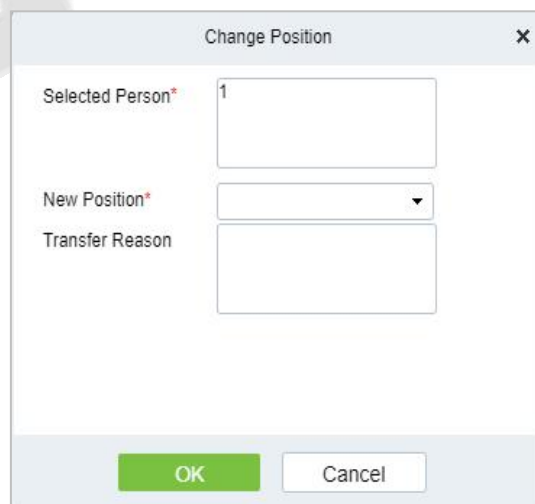 Change Position
Selected Person*
1
New Position*
Transfer Reason
OK
Cancel